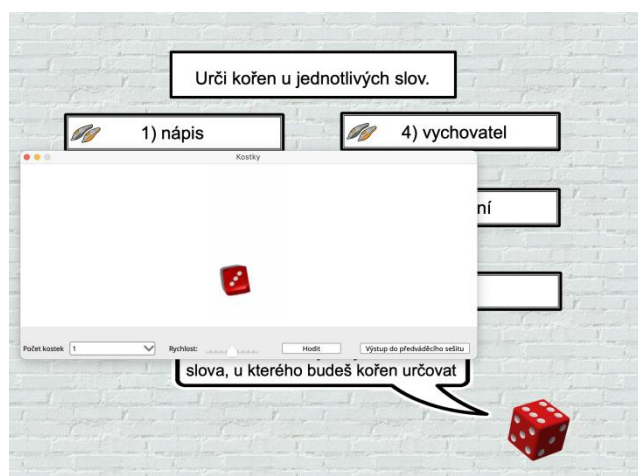 Urči kořen u jednotlivých slov.
1) nápis
4) vychovatel
Kostky
ní
Počet kostek 1
Rychlost:
Hodit
Výstup do předváděcího sešitu
slova, u kterého budeš kořen určovat